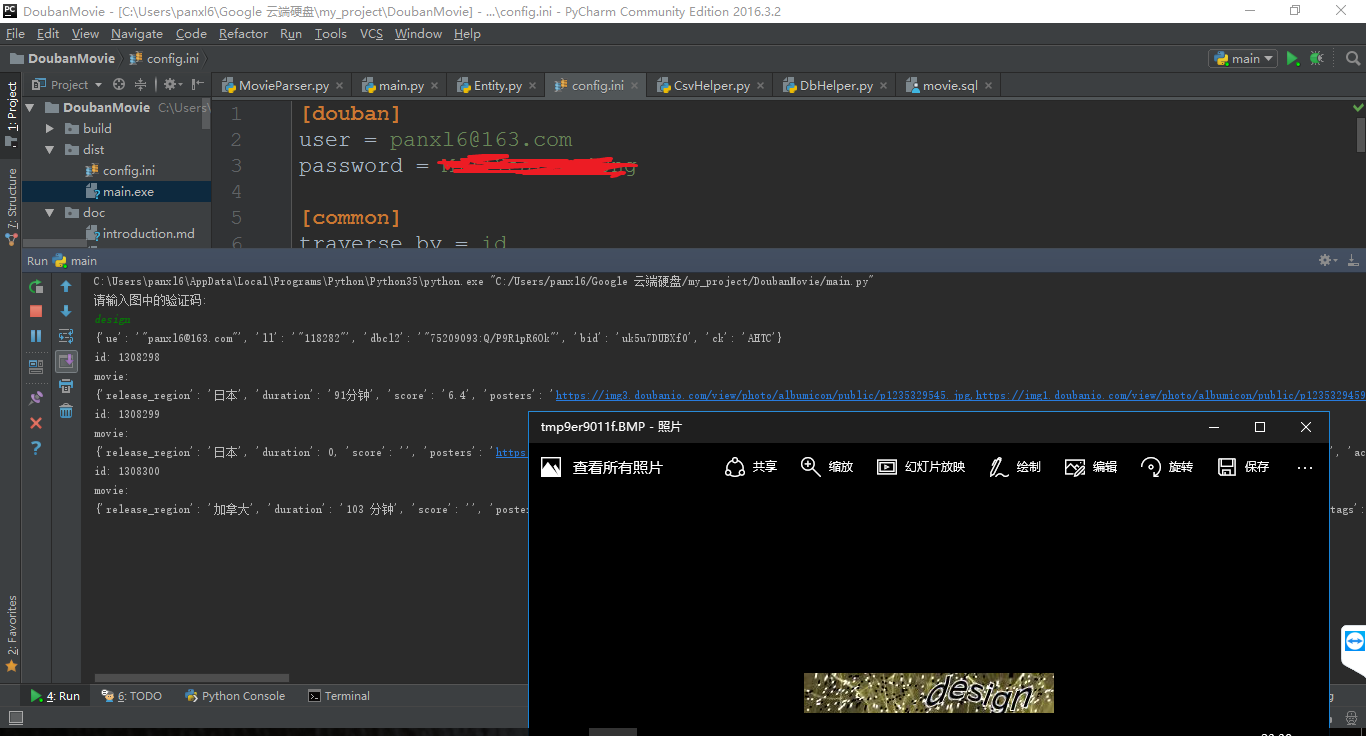 DoubanMovie - [C:\Users\panxl6\Google 云端硬盘\my_project\DoubanMovie] - ...\config.ini - PyCharm Community Edition 2016.3.2
File Edit View Navigate Code Refactor Run Tools VCS Window Help
DoubanMovie config.ini main
Project MovieParser.py main.py Entity.py config.ini CsvHelper.py DbHelper.py movie.sql
1: Project
7: Structure
2: Favorites
DoubanMovie C:\Users\
build
dist
config.ini
main.exe
doc
introduction.md
1 [douban]
2 user = panxl6@163.com
3 password =
4
5 [common]
6 traverse_by = id
Run main
C:\Users\panxl6\AppData\Local\Programs\Python\Python35\python.exe "C:/Users/panxl6/Google 云端硬盘/my_project/DoubanMovie/main.py"
请输入图中的验证码:
design
{'ue': '"panxl6@163.com"', 'll': '"118282"', 'dbcl2': '"75209093:Q/P9R1pR6Ok"', 'bid': 'uk5u7DUBXf0', 'ck': 'AHTC'}
id: 1308298
movie:
{'release_region': '日本', 'duration': '91分钟', 'score': '6.4', 'posters': 'https://img3.doubanio.com/view/photo/albumicon/public/p1235329545.jpg,https://img1.doubanio.com/view/photo/albumicon/public/p1235329459
id: 1308299
movie:
{'release_region': '日本', 'duration': 0, 'score': '', 'posters': 'https: ', 'ac
id: 1308300
movie:
{'release_region': '加拿大', 'duration': '103 分钟', 'score': '', 'poste tags':
tmp9er9011f.BMP - 照片
查看所有照片 共享 缩放 幻灯片放映 绘制 编辑 旋转 保存 ...
design
4: Run 6: TODO Python Console Terminal